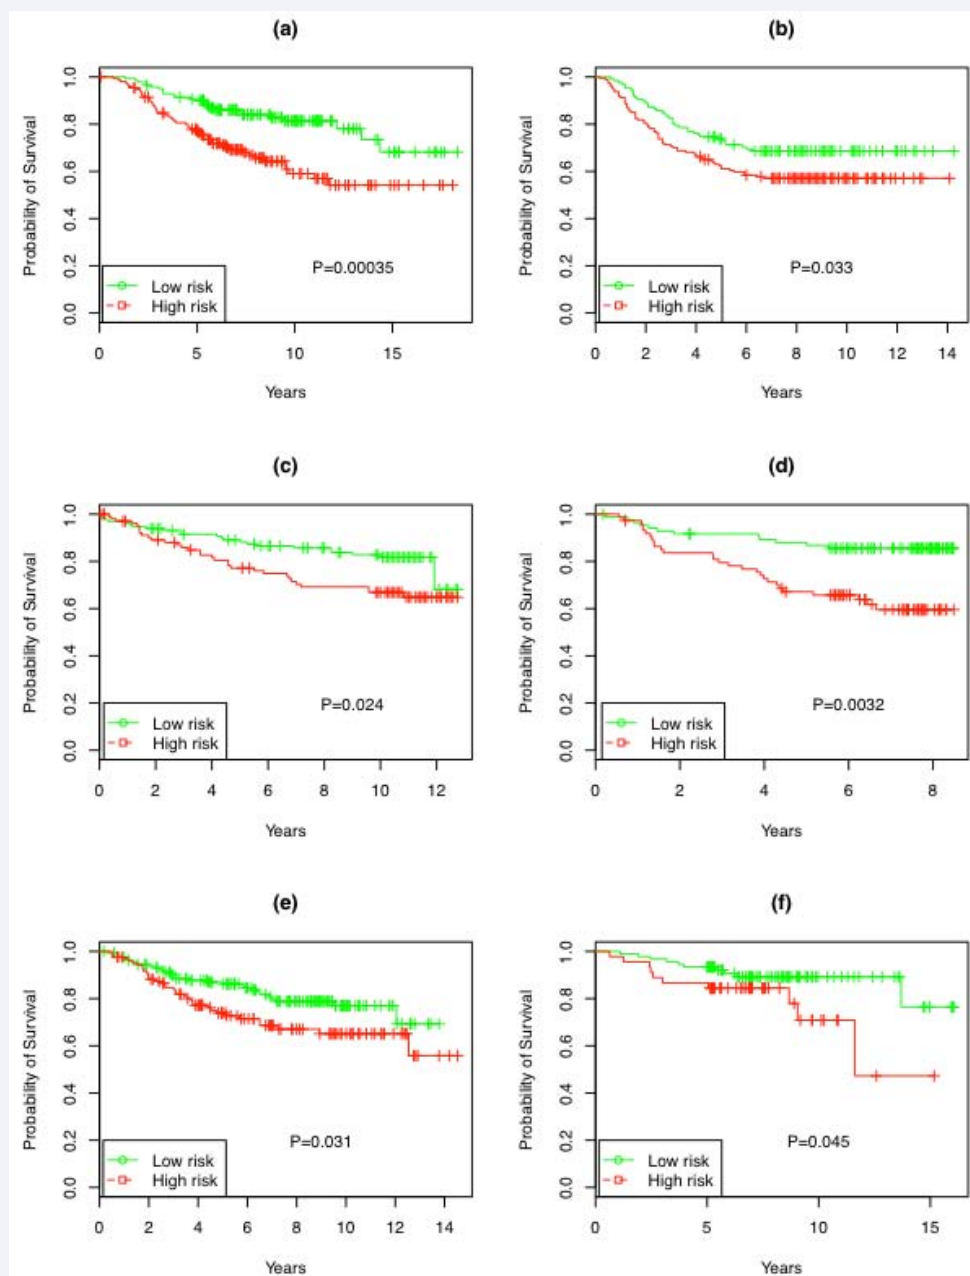 (a)
Probability of Survival
0.0 0.2 0.4 0.6 0.8 1.0
P=0.00035
Low risk
High risk
0 5 10 15
Years
(b)
Probability of Survival
0.0 0.2 0.4 0.6 0.8 1.0
P=0.033
Low risk
High risk
0 2 4 6 8 10 12 14
Years
(c)
Probability of Survival
0.0 0.2 0.4 0.6 0.8 1.0
P=0.024
Low risk
High risk
0 2 4 6 8 10 12
Years
(d)
Probability of Survival
0.0 0.2 0.4 0.6 0.8 1.0
P=0.0032
Low risk
High risk
0 2 4 6 8
Years
(e)
Probability of Survival
0.0 0.2 0.4 0.6 0.8 1.0
P=0.031
Low risk
High risk
0 2 4 6 8 10 12 14
Years
(f)
Probability of Survival
0.0 0.2 0.4 0.6 0.8 1.0
P=0.045
Low risk
High risk
0 5 10 15
Years